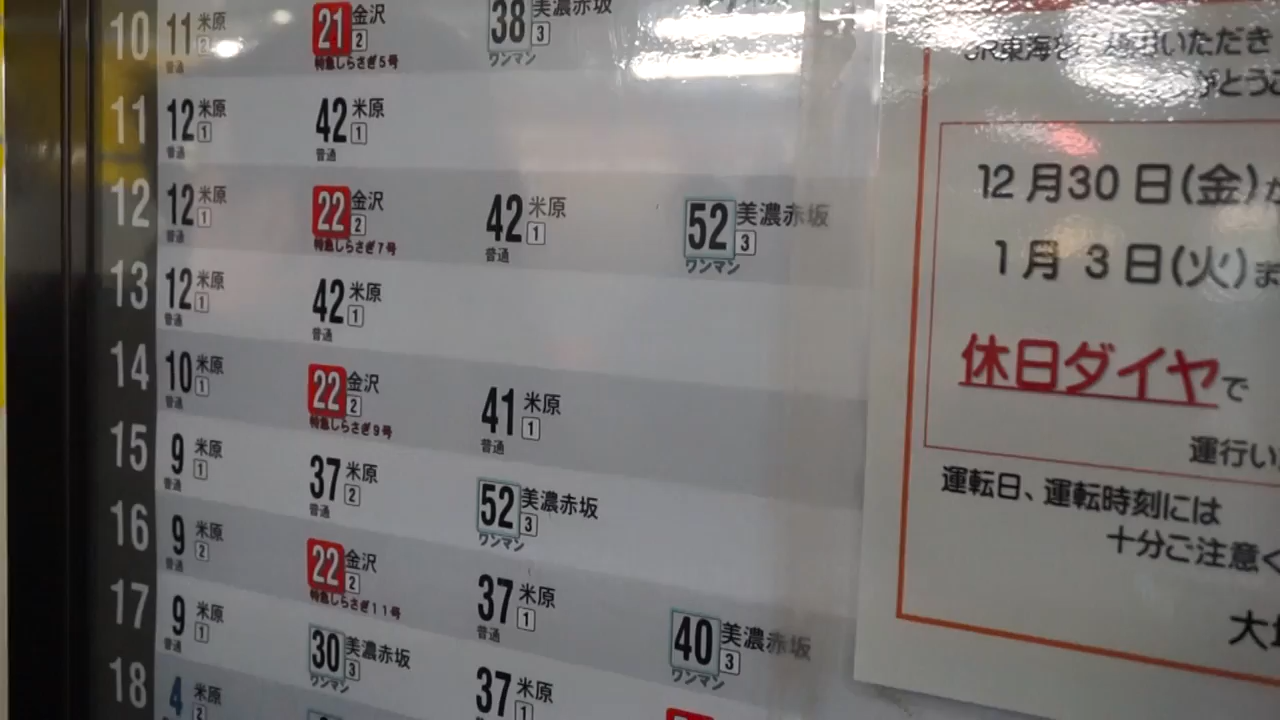 10 11 米原 2 普通 21 金沢 2 特急しらさぎ5号 38 美濃赤坂 3 ワンマン
11 12 米原 1 普通 42 米原 1 普通
12 12 米原 1 普通 22 金沢 2 特急しらさぎ7号 42 米原 1 普通 52 美濃赤坂 3 ワンマン
13 12 米原 1 普通 42 米原 1 普通
14 10 米原 1 普通 22 金沢 2 特急しらさぎ9号 41 米原 1 普通
15 9 米原 1 普通 37 米原 2 普通 52 美濃赤坂 3 ワンマン
16 9 米原 2 普通 22 金沢 2 特急しらさぎ11号 37 米原 1 普通 40 美濃赤坂 3 ワンマン
17 9 米原 1 普通 30 美濃赤坂 3 ワンマン 37 米原 1
18 4 米原 2
JR東海を いただき
がとうご
12月30日(金)か
1月3日(火)ま
休日ダイヤで
運行い
運転日、運転時刻には
十分ご注意く
大